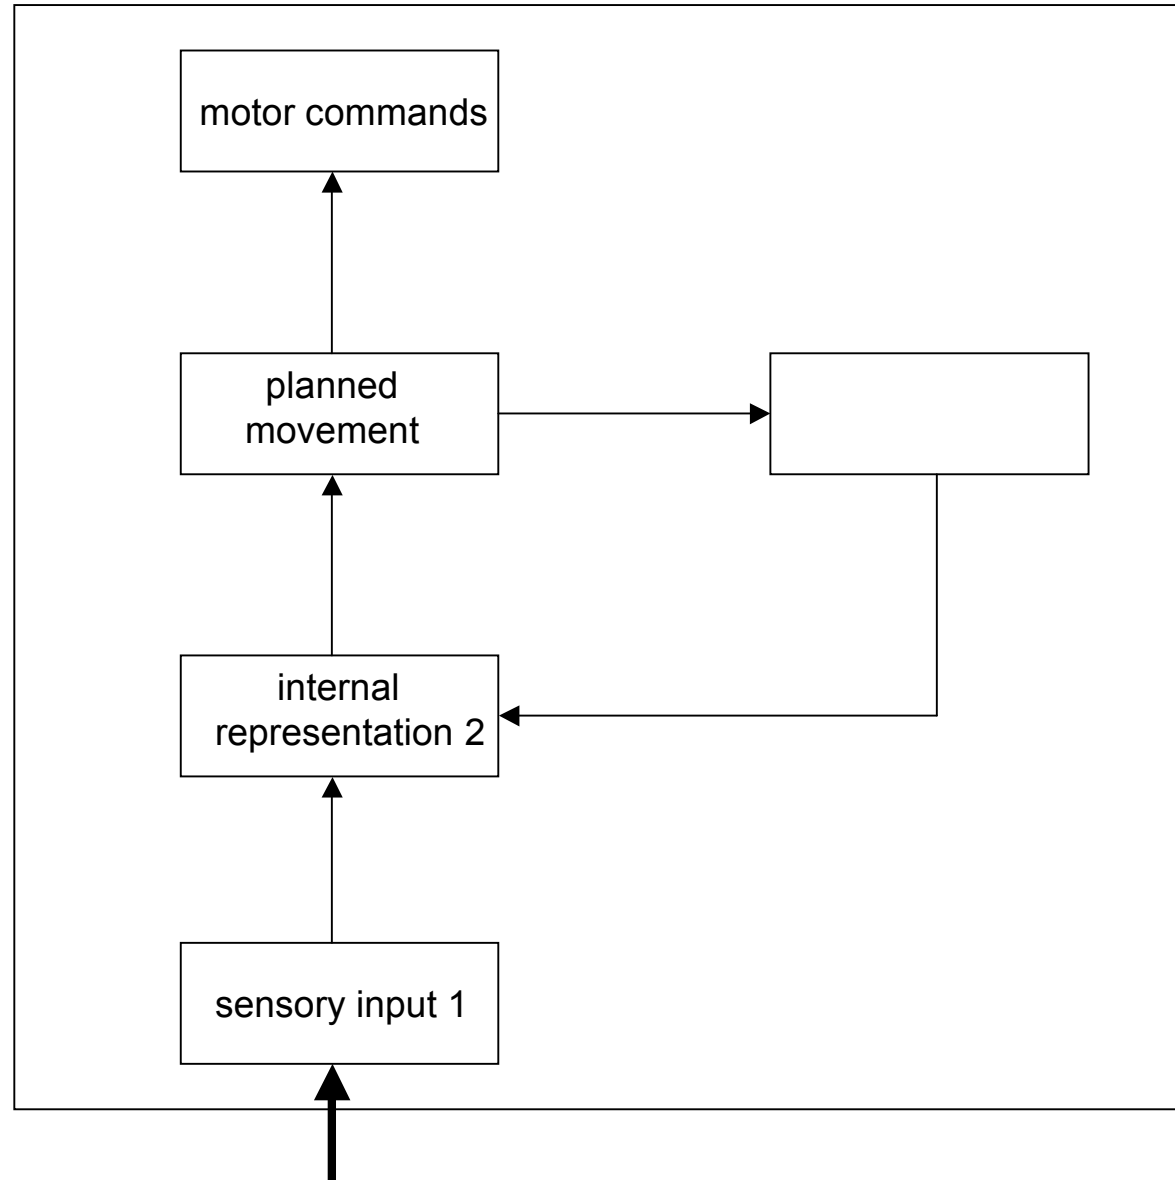 motor commands
planned
movement
internal
representation 2
sensory input 1